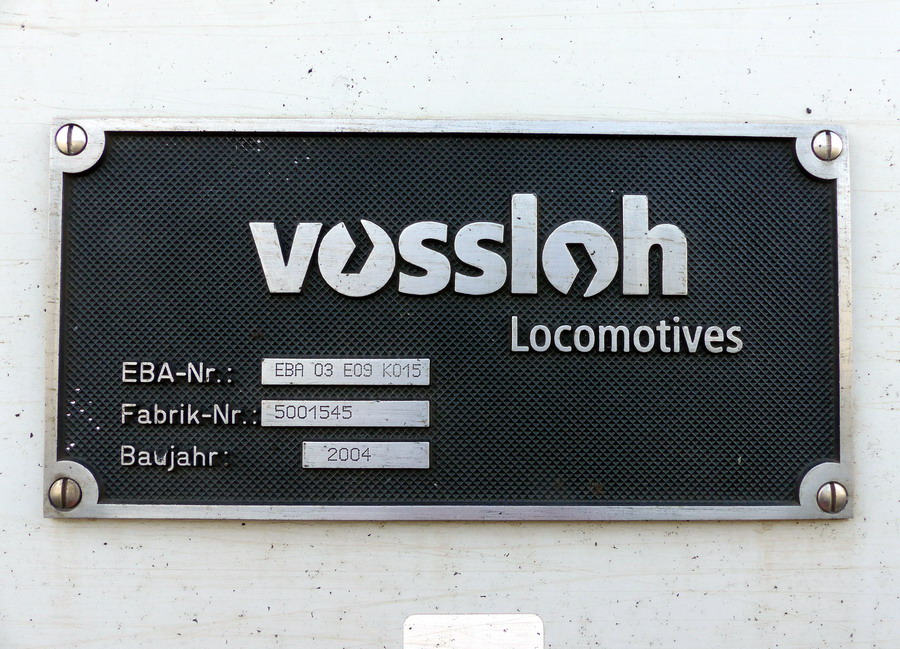 vossloh
Locomotives
EBA-Nr.: EBA 03 E09 K015
Fabrik-Nr.: 5001545
Baujahr: 2004